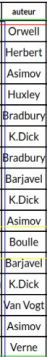 auteur
Orwell
Herbert
Asimov
Huxley
Bradbury
K.Dick
Bradbury
Barjavel
K.Dick
Asimov
Boulle
Barjavel
K.Dick
Van Vogt
Asimov
Verne